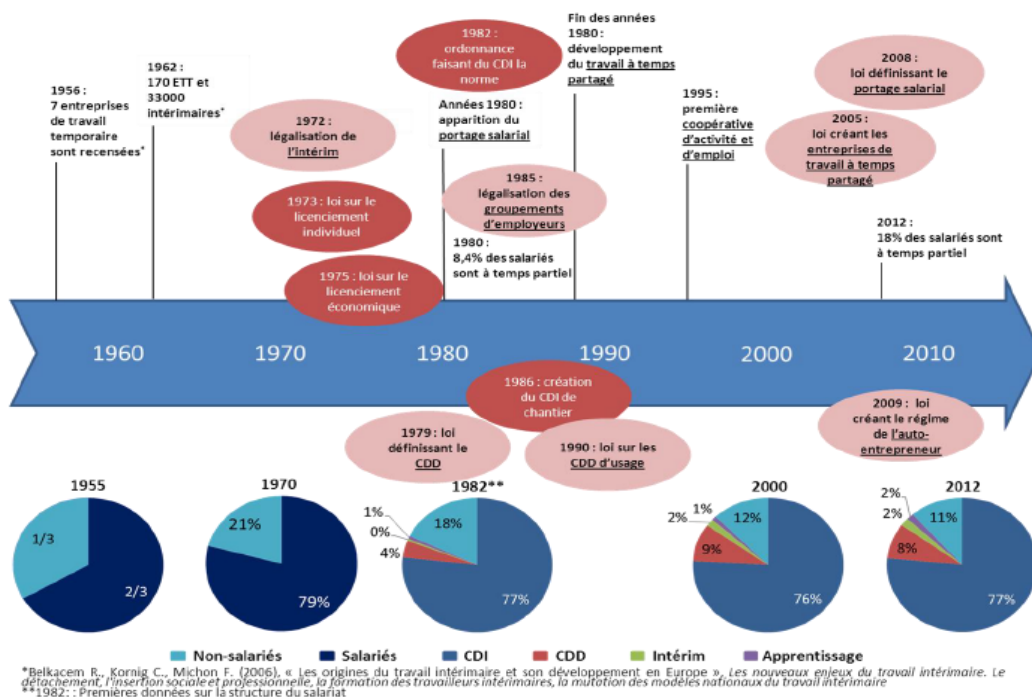 1956 :
7 entreprises
de travail
temporaire
sont recensées*
1962 :
170 ETT et
33000
intérimaires*
1972 :
légalisation de
l'intérim
1973 : loi sur le
licenciement
individuel
1975 : loi sur le
licenciement
économique
1982 :
ordonnance
faisant du CDI la
norme
Années 1980 :
apparition du
portage salarial
1985 :
légalisation des
groupements
d'employeurs
1980 :
8,4% des salariés
sont à temps partiel
Fin des années
1980 :
développement
du travail à temps
partagé
1995 :
première
coopérative
d'activité et
d'emploi
2008 :
loi définissant le
portage salarial
2005 : loi créant les
entreprises de
travail à temps
partagé
2012 :
18% des salariés sont
à temps partiel
1960 1970 1980 1990 2000 2010
1986 : création
du CDI de
chantier
1979 : loi
définissant le
CDD
1990 : loi sur les
CDD d'usage
2009 : loi
créant le régime
de l'auto-
entrepreneur
1955
1/3
2/3
1970
21%
79%
1982**
1%
0%
4%
18%
77%
2000
1%
2%
9%
12%
76%
2012
2%
2%
8%
11%
77%
Non-salariés Salariés CDI CDD Intérim Apprentissage
*Belkacem R., Kornig C., Michon F. (2006), « Les origines du travail intérimaire et son développement en Europe », Les nouveaux enjeux du travail intérimaire. Le
détachement, l'insertion sociale et professionnelle, la formation des travailleurs intérimaires, la mutation des modèles nationaux du travail intérimaire
**1982: : Premières données sur la structure du salariat